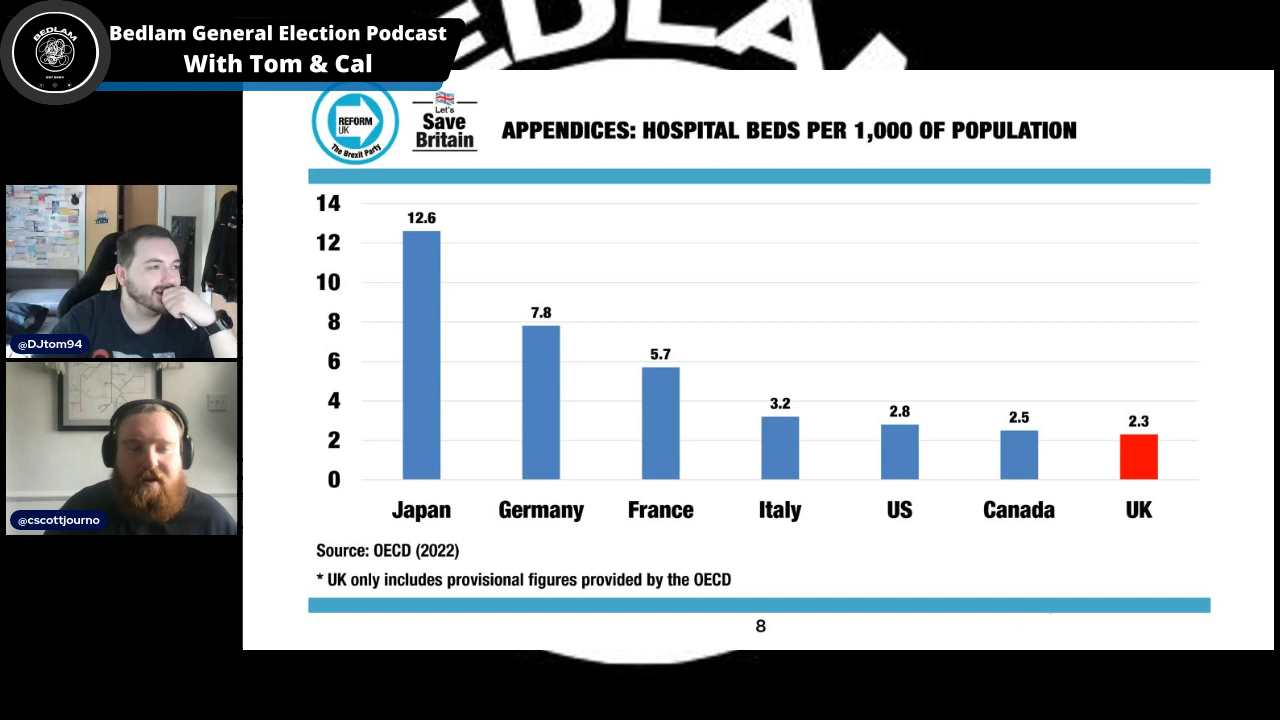 BEDLAM
Bedlam General Election Podcast
With Tom & Cal
BEDLAM
REFORM
UK
The Brexit Party
Let's
Save
Britain
APPENDICES: HOSPITAL BEDS PER 1,000 OF POPULATION
14
12
10
8
6
4
2
0
12.6
7.8
5.7
3.2
2.8
2.5
2.3
Japan Germany France Italy US Canada UK
Source: OECD (2022)
* UK only includes provisional figures provided by the OECD
8
@DJtom94
@cscottjourno